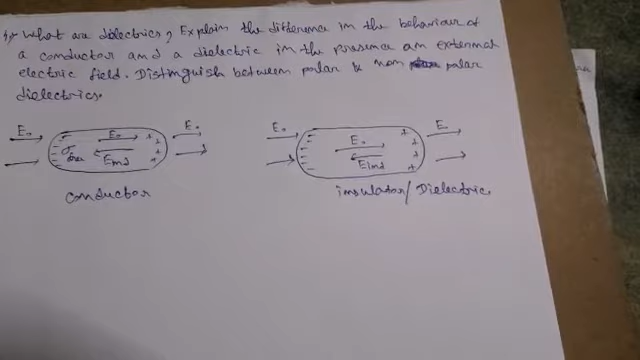 What are dielectrics? Explain the difference in the behaviour of
a conductor and a dielectric in the presence an external
electric field. Distinguish between polar & non polar
dielectrics.
E₀ E₀ E₀ E₀ E₀ E₀
Eind Eind
conductor insulator/Dielectric